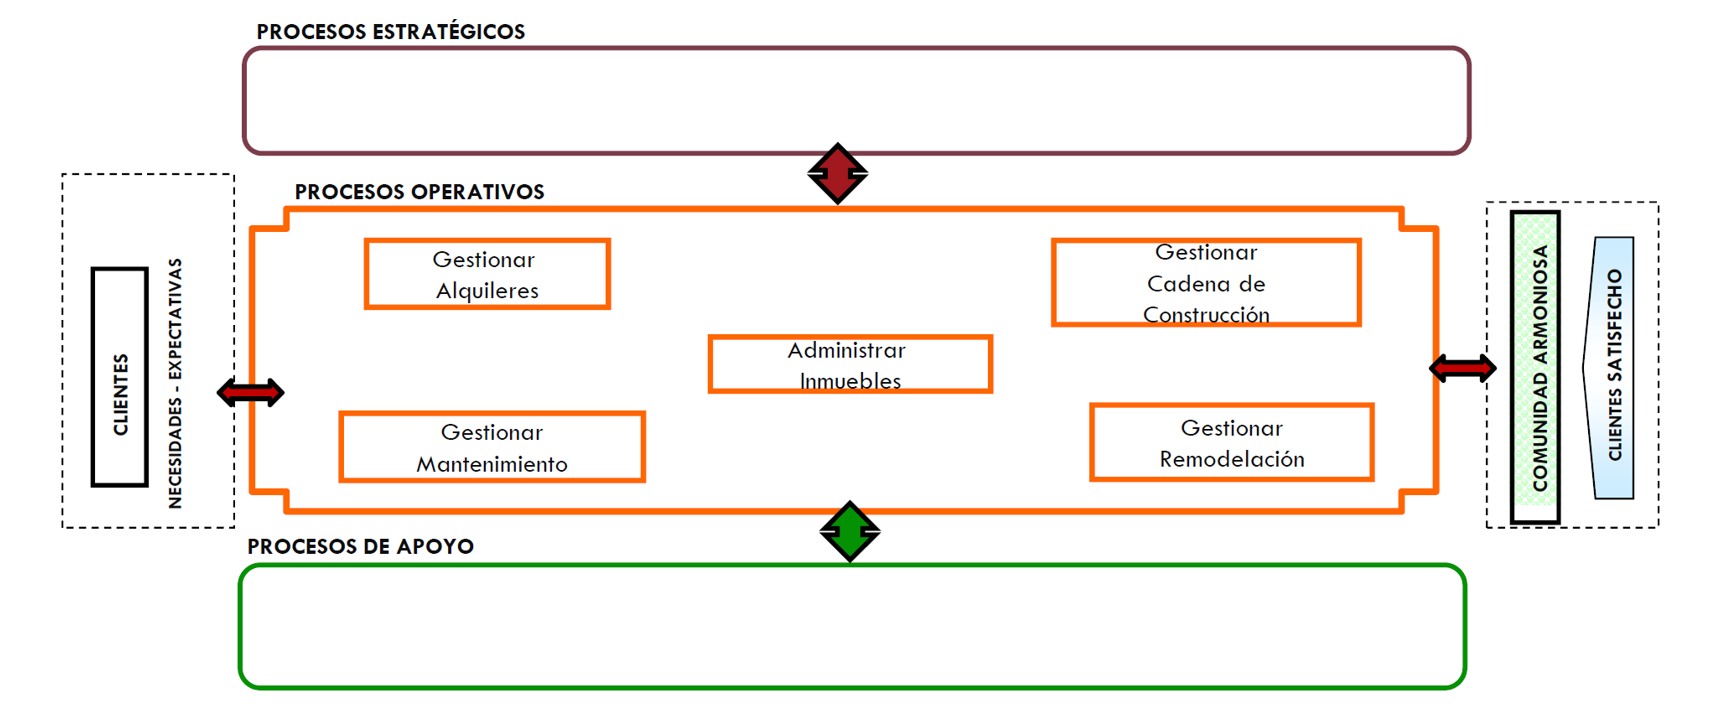 PROCESOS ESTRATÉGICOS
PROCESOS OPERATIVOS
CLIENTES
NECESIDADES - EXPECTATIVAS
Gestionar
Alquileres
Gestionar
Cadena de
Construcción
Administrar
Inmuebles
Gestionar
Mantenimiento
Gestionar
Remodelación
COMUNIDAD ARMONIOSA
CLIENTES SATISFECHO
PROCESOS DE APOYO